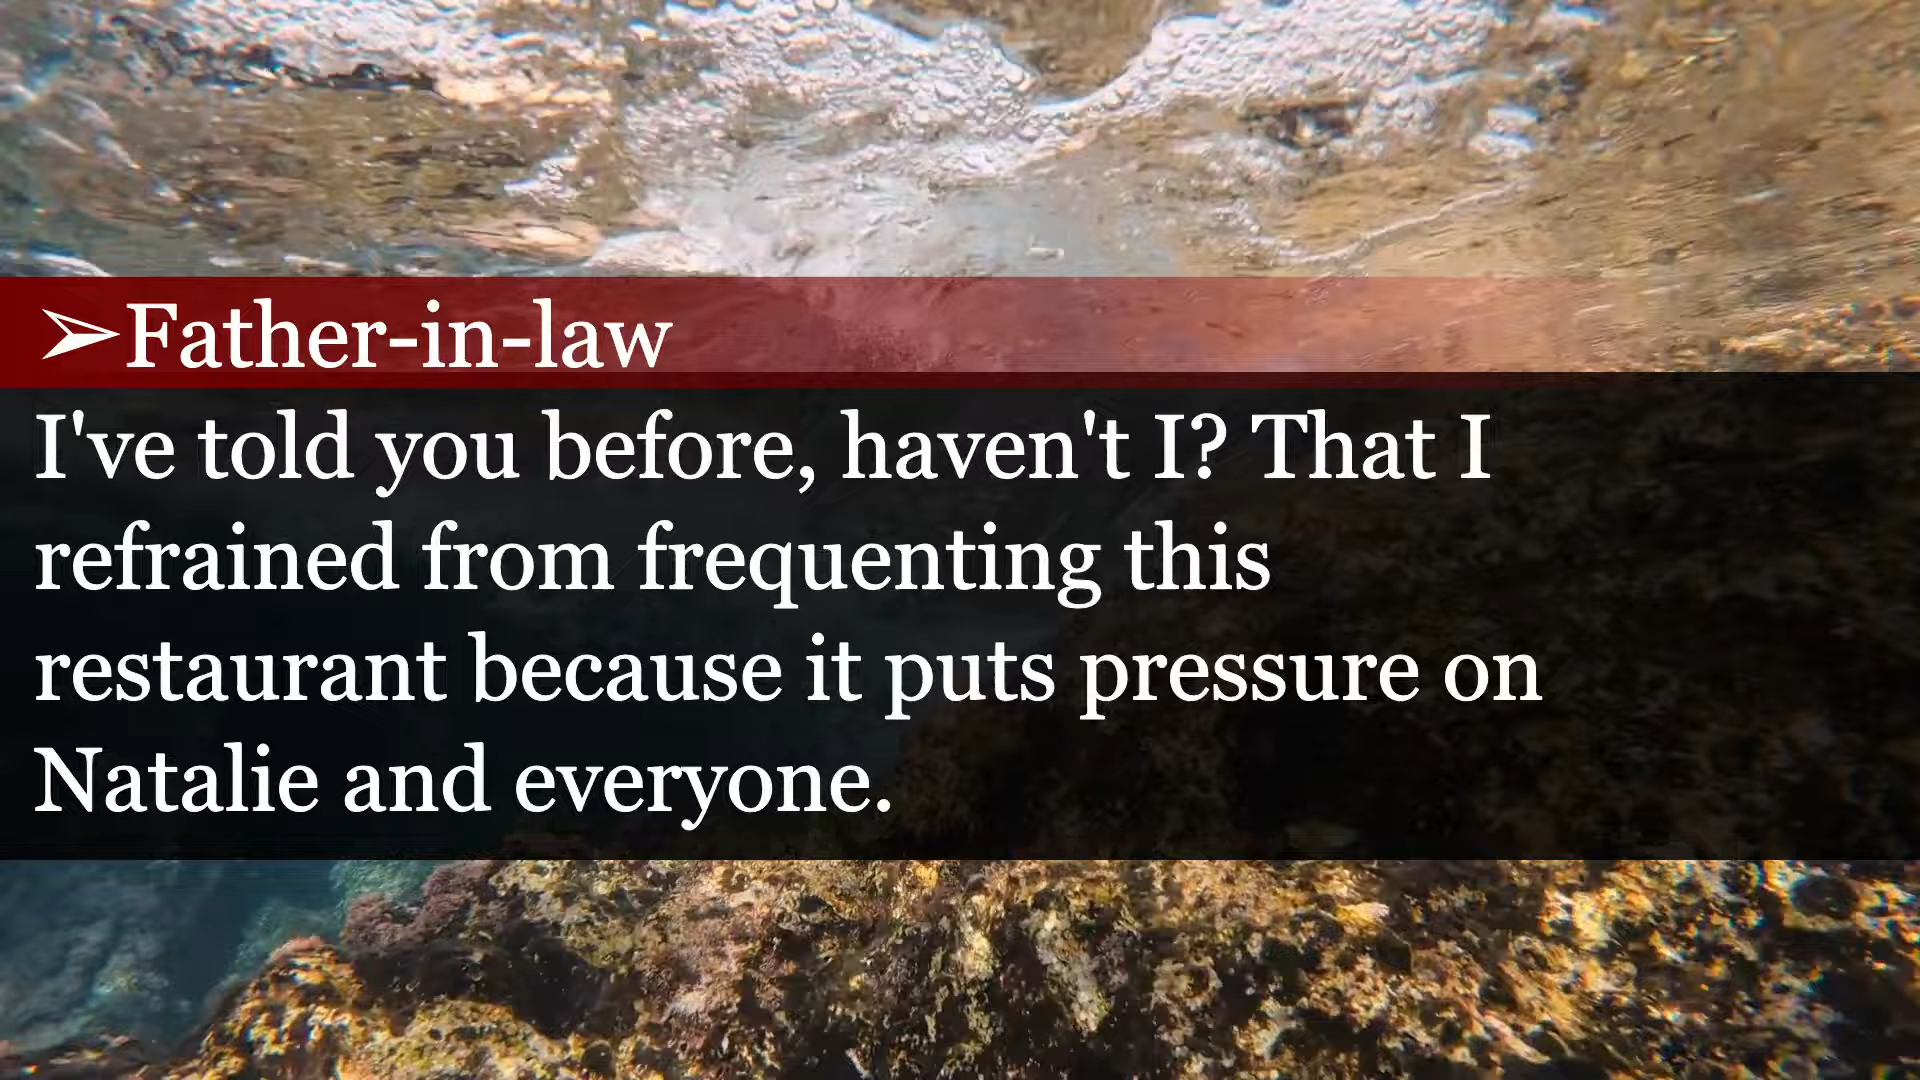 ➢Father-in-law
I've told you before, haven't I? That I
refrained from frequenting this
restaurant because it puts pressure on
Natalie and everyone.